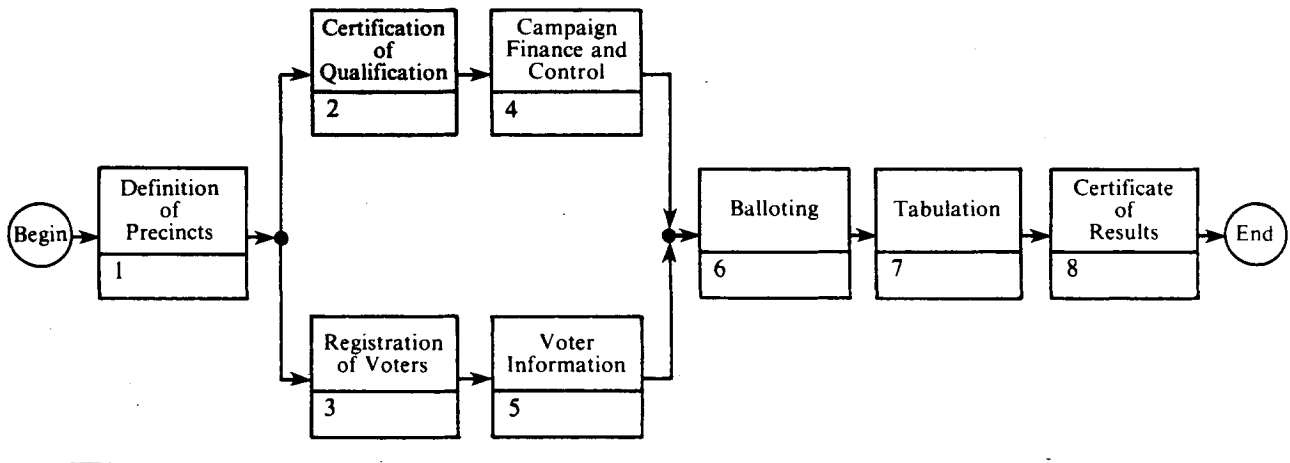 Begin
Definition
of
Precincts
1
Certification
of
Qualification
2
Campaign
Finance and
Control
4
Registration
of Voters
3
Voter
Information
5
Balloting
6
Tabulation
7
Certificate
of
Results
8
End